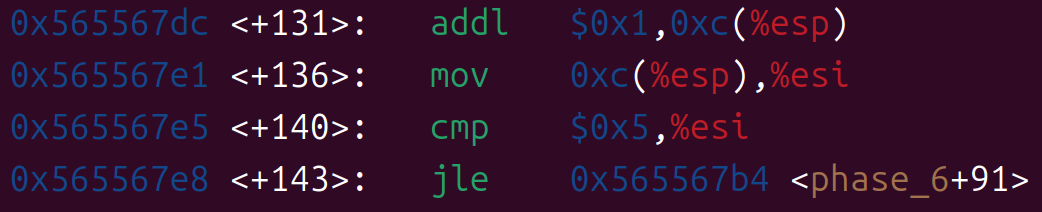 0x565567dc <+131>:   addl   $0x1,0xc(%esp)
0x565567e1 <+136>:   mov    0xc(%esp),%esi
0x565567e5 <+140>:   cmp    $0x5,%esi
0x565567e8 <+143>:   jle    0x565567b4 <phase_6+91>